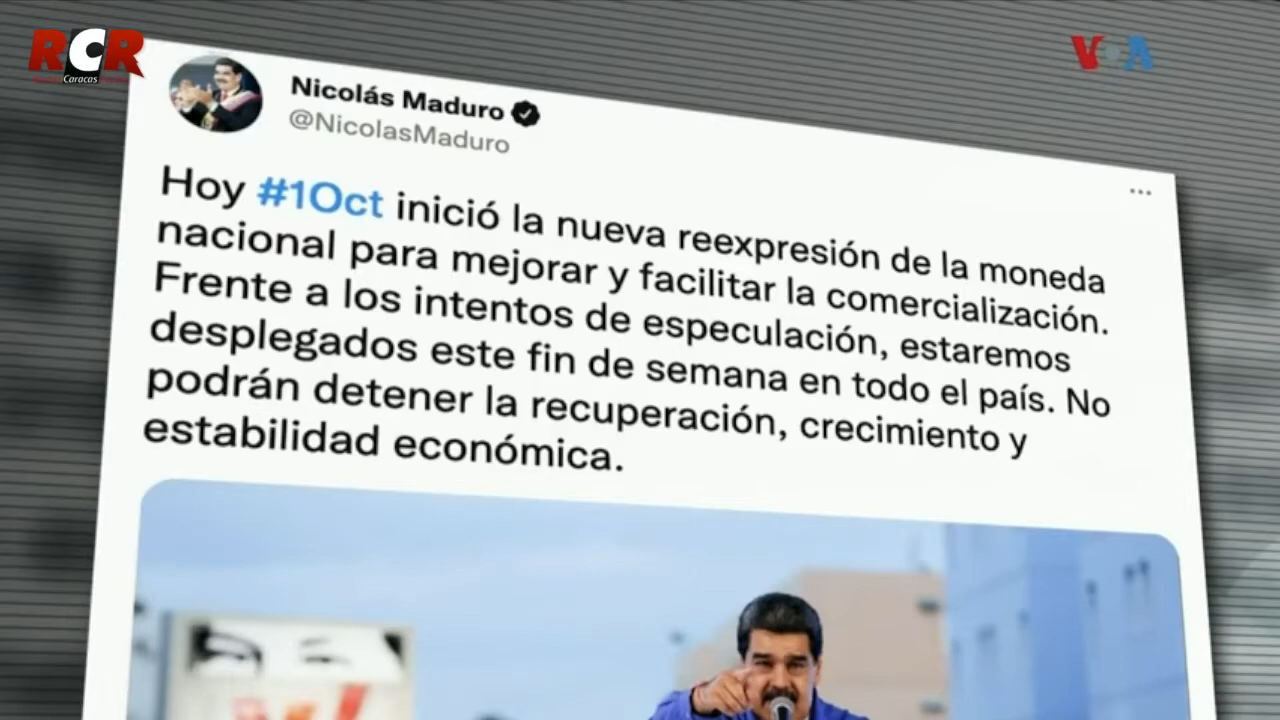 RCR
Caracas
VOA
Nicolás Maduro
@NicolasMaduro
Hoy #1Oct inició la nueva reexpresión de la moneda
nacional para mejorar y facilitar la comercialización.
Frente a los intentos de especulación, estaremos
desplegados este fin de semana en todo el país. No
podrán detener la recuperación, crecimiento y
estabilidad económica.